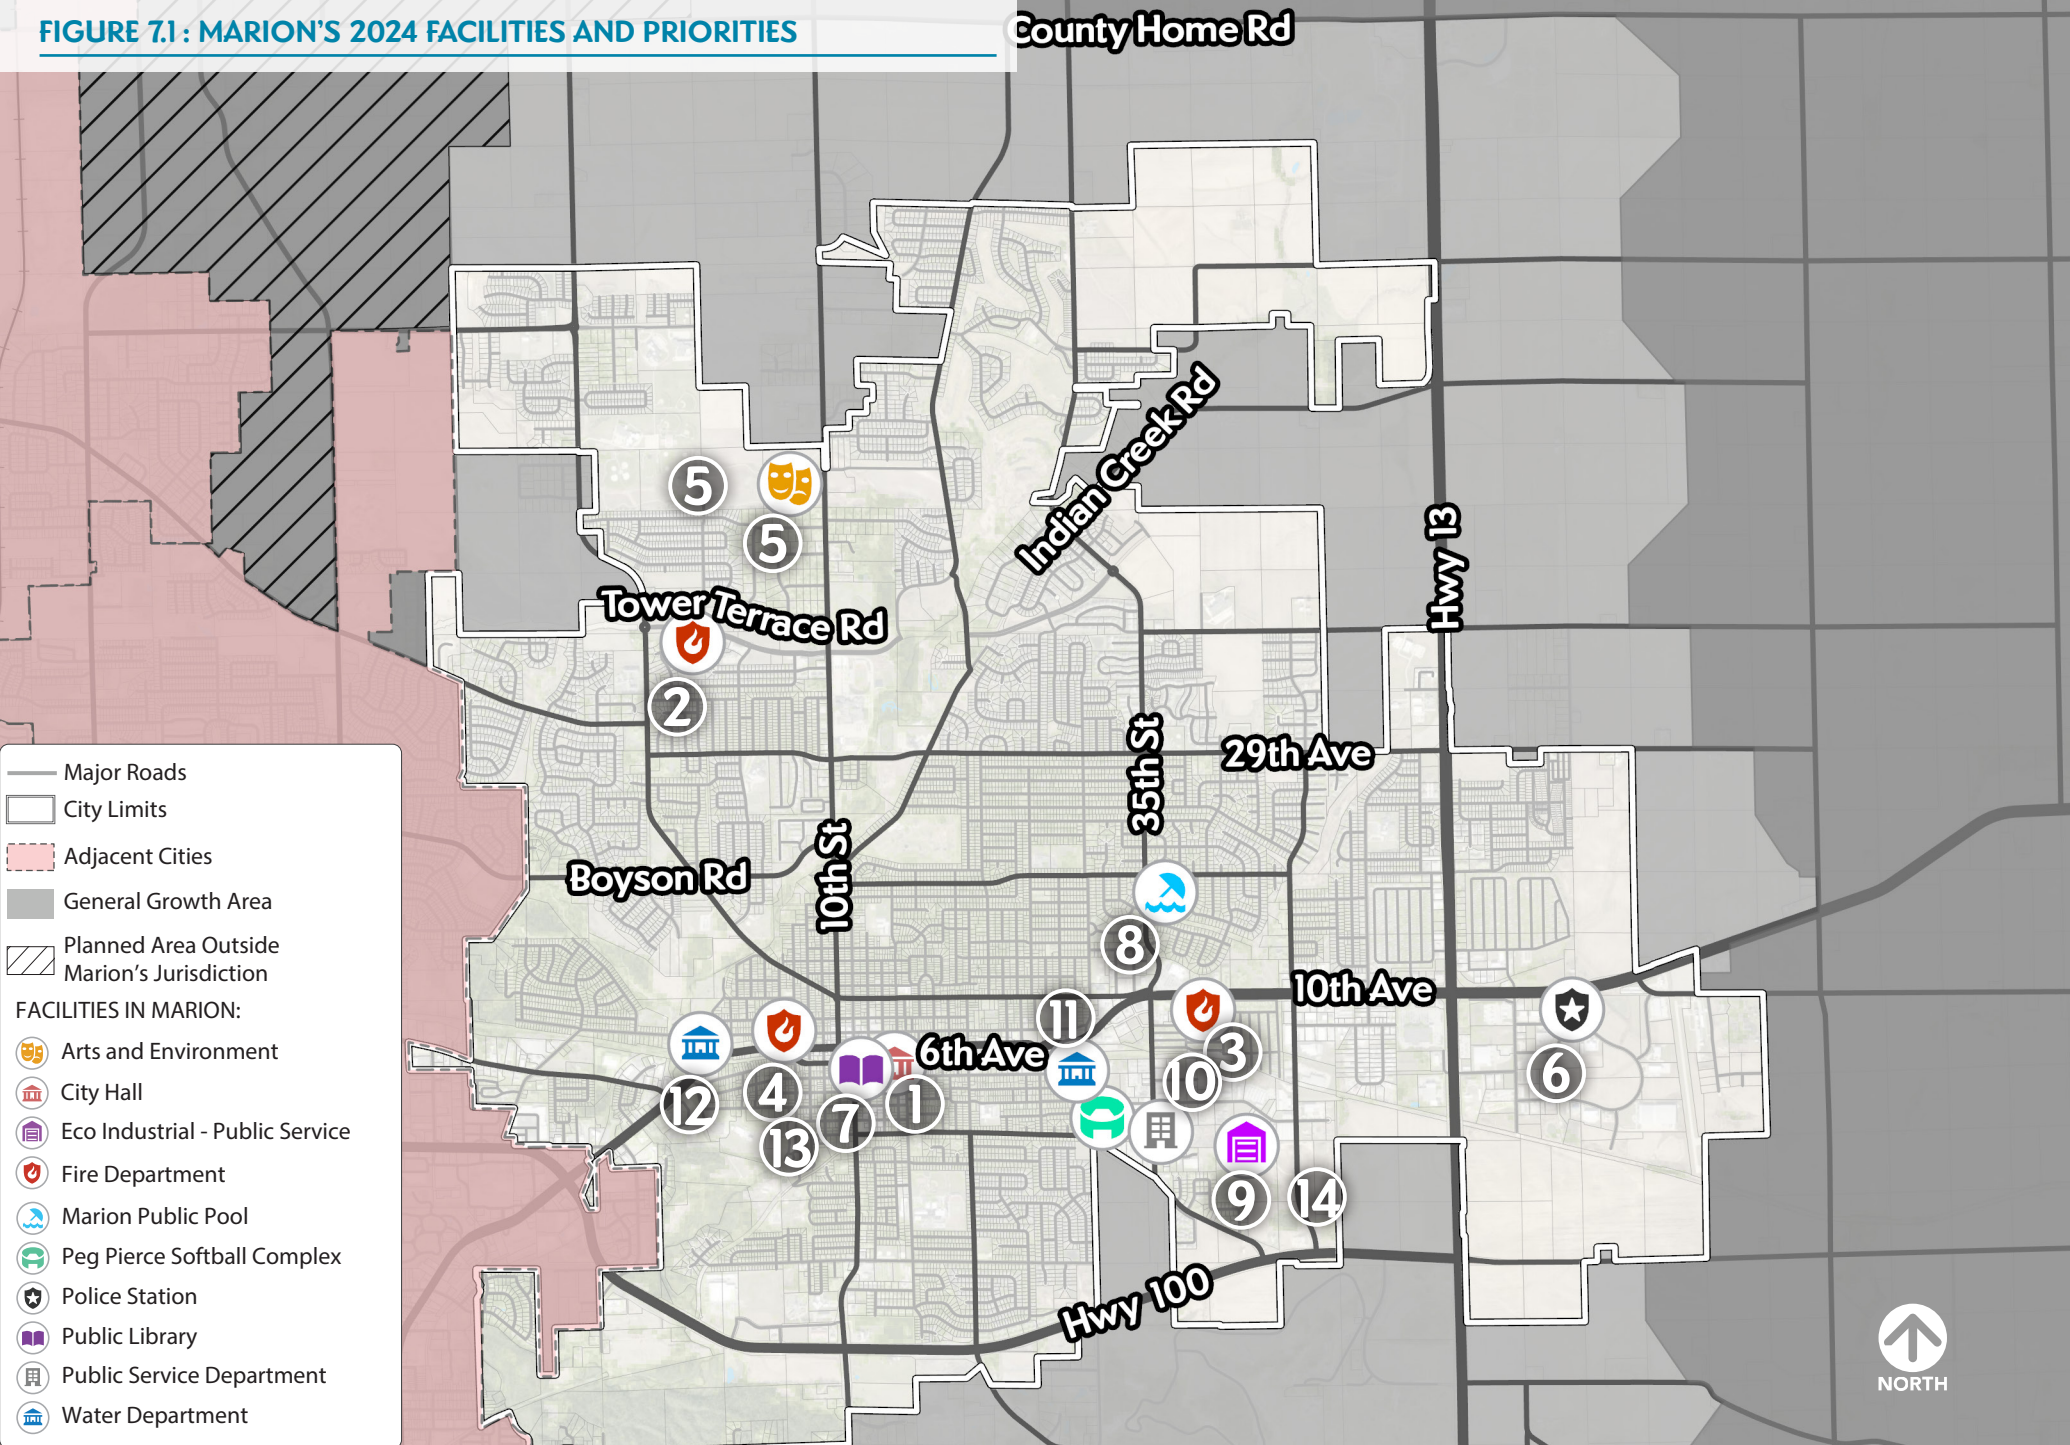 FIGURE 7.1: MARION'S 2024 FACILITIES AND PRIORITIES
County Home Rd
Indian Creek Rd
Hwy 13
5
5
Tower Terrace Rd
2
35th St
29th Ave
Boyson Rd
10th St
8
10th Ave
11
6th Ave
3
10
6
12
4
7
1
13
9
14
Hwy 100
NORTH
Major Roads
City Limits
Adjacent Cities
General Growth Area
Planned Area Outside
Marion's Jurisdiction
FACILITIES IN MARION:
Arts and Environment
City Hall
Eco Industrial - Public Service
Fire Department
Marion Public Pool
Peg Pierce Softball Complex
Police Station
Public Library
Public Service Department
Water Department